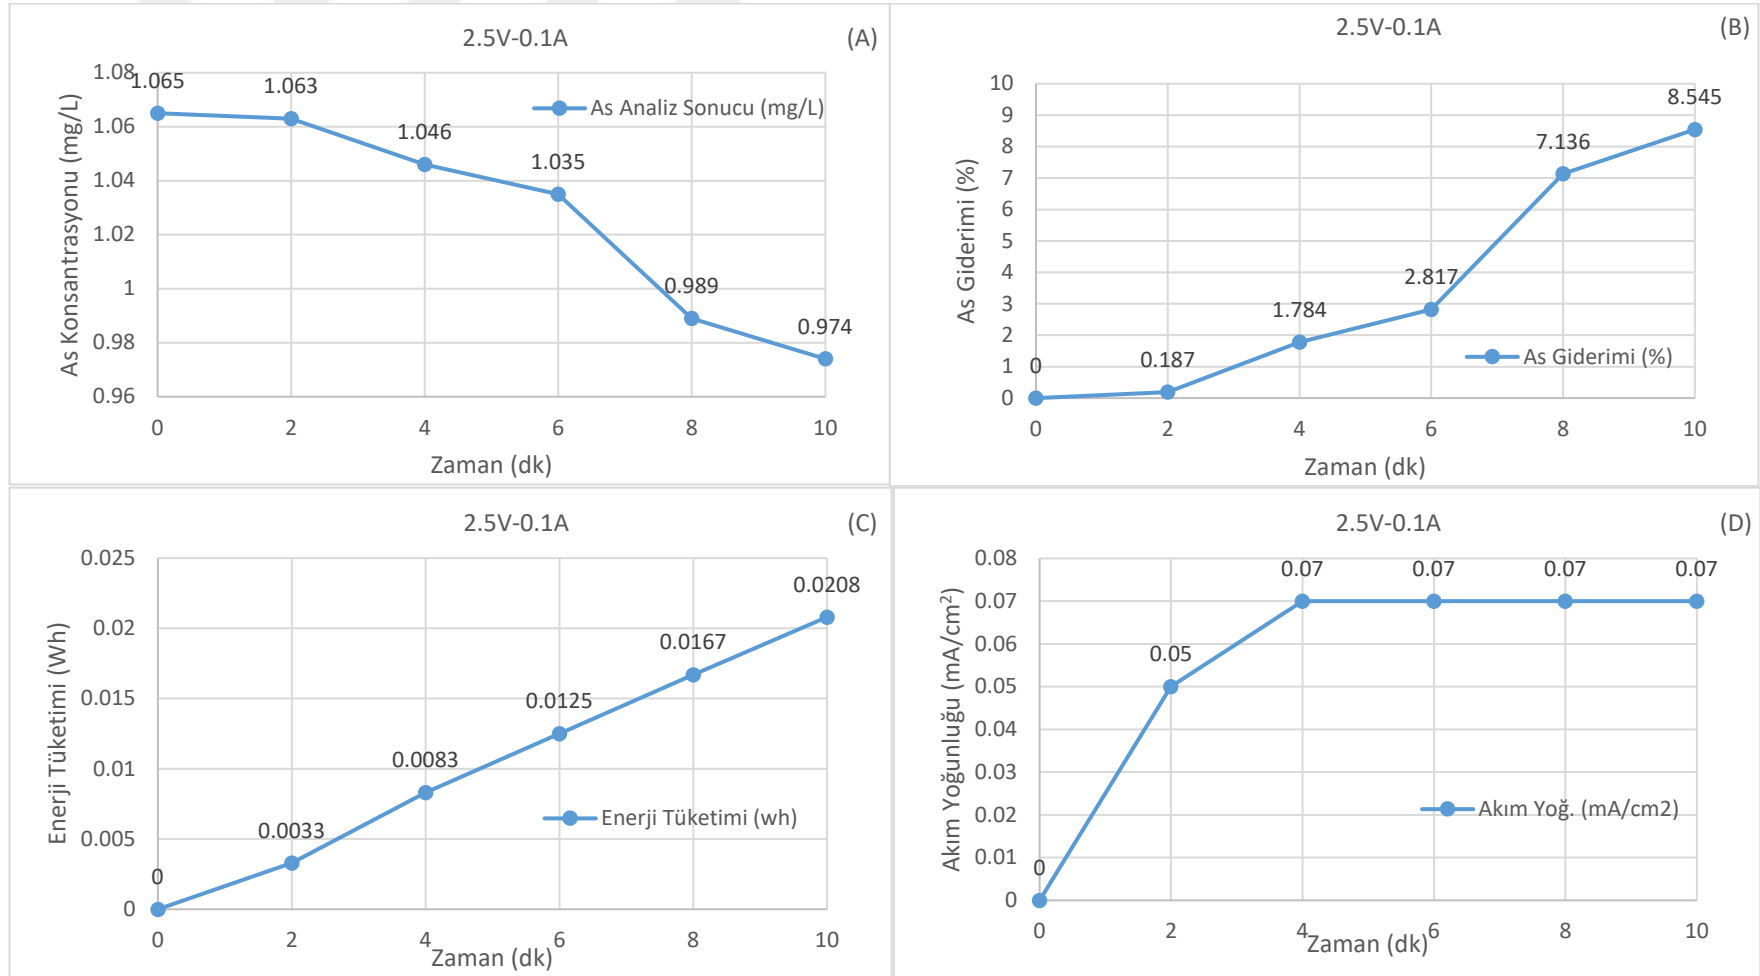 2.5V-0.1A
(A)
1.08
1.06
1.04
1.02
1
0.98
0.96
1.065
1.063
1.046
1.035
0.989
0.974
As Analiz Sonucu (mg/L)
As Konsantrasyonu (mg/L)
0 2 4 6 8 10
Zaman (dk)
2.5V-0.1A
(B)
10
9
8
7
6
5
4
3
2
1
0
0
0.187
1.784
2.817
7.136
8.545
As Giderimi (%)
As Giderimi (%)
0 2 4 6 8 10
Zaman (dk)
2.5V-0.1A
(C)
0.025
0.02
0.015
0.01
0.005
0
0
0.0033
0.0083
0.0125
0.0167
0.0208
Enerji Tüketimi (wh)
Enerji Tüketimi (Wh)
0 2 4 6 8 10
Zaman (dk)
2.5V-0.1A
(D)
0.08
0.07
0.06
0.05
0.04
0.03
0.02
0.01
0
0
0.05
0.07
0.07
0.07
0.07
Akım Yoğ. (mA/cm2)
Akım Yoğunluğu (mA/cm²)
0 2 4 6 8 10
Zaman (dk)